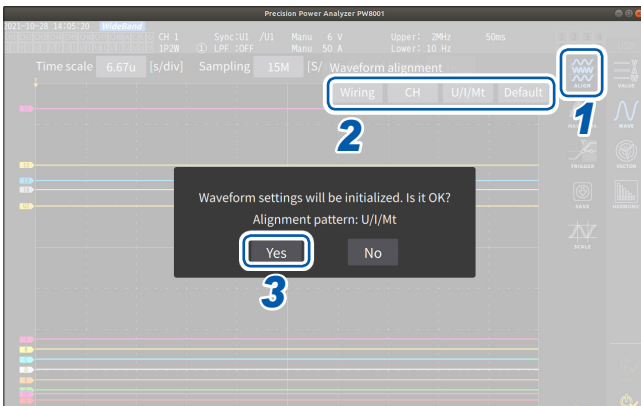 Precision Power Analyzer PW8001
2021-10-28 14:05:20 WideBand
CH 1 Sync:U1 /U1 Manu 6 V Upper: 2MHz 50ms
1P2W ① LPF :OFF Manu 50 A Lower: 10 Hz
Time scale 6.67u [s/div] Sampling 15M [S/ Waveform alignment
Wiring CH U/I/Mt Default
ALIGN
VALUE
1
2
WAVE
TRIGGER
VECTOR
Waveform settings will be initialized. Is it OK?
Alignment pattern: U/I/Mt
Yes No
3
SAVE
HARMONIC
SCALE